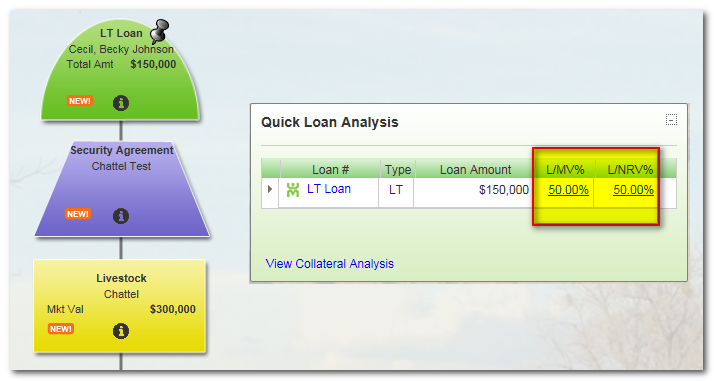 LT Loan
Cecil, Becky Johnson
Total Amt $150,000
NEW!
Security Agreement
Chattel Test
NEW!
Livestock
Chattel
Mkt Val $300,000
NEW!
Quick Loan Analysis
Loan # Type Loan Amount L/MV% L/NRV%
LT Loan LT $150,000 50.00% 50.00%
View Collateral Analysis